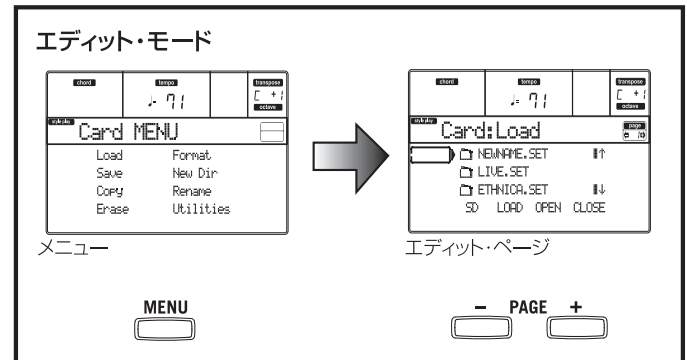 エディット・モード
chord tempo transpose
♩= 71 C +1
octave
style play Card MENU
Load Format
Save New Dir
Copy Rename
Erase Utilities
メニュー
MENU
chord tempo transpose
♩= 71 C +1
octave
style play Card:Load page
NEWNAME.SET ↑
LIVE.SET
ETHNICA.SET ↓
SD LOAD OPEN CLOSE
エディット・ページ
− PAGE +